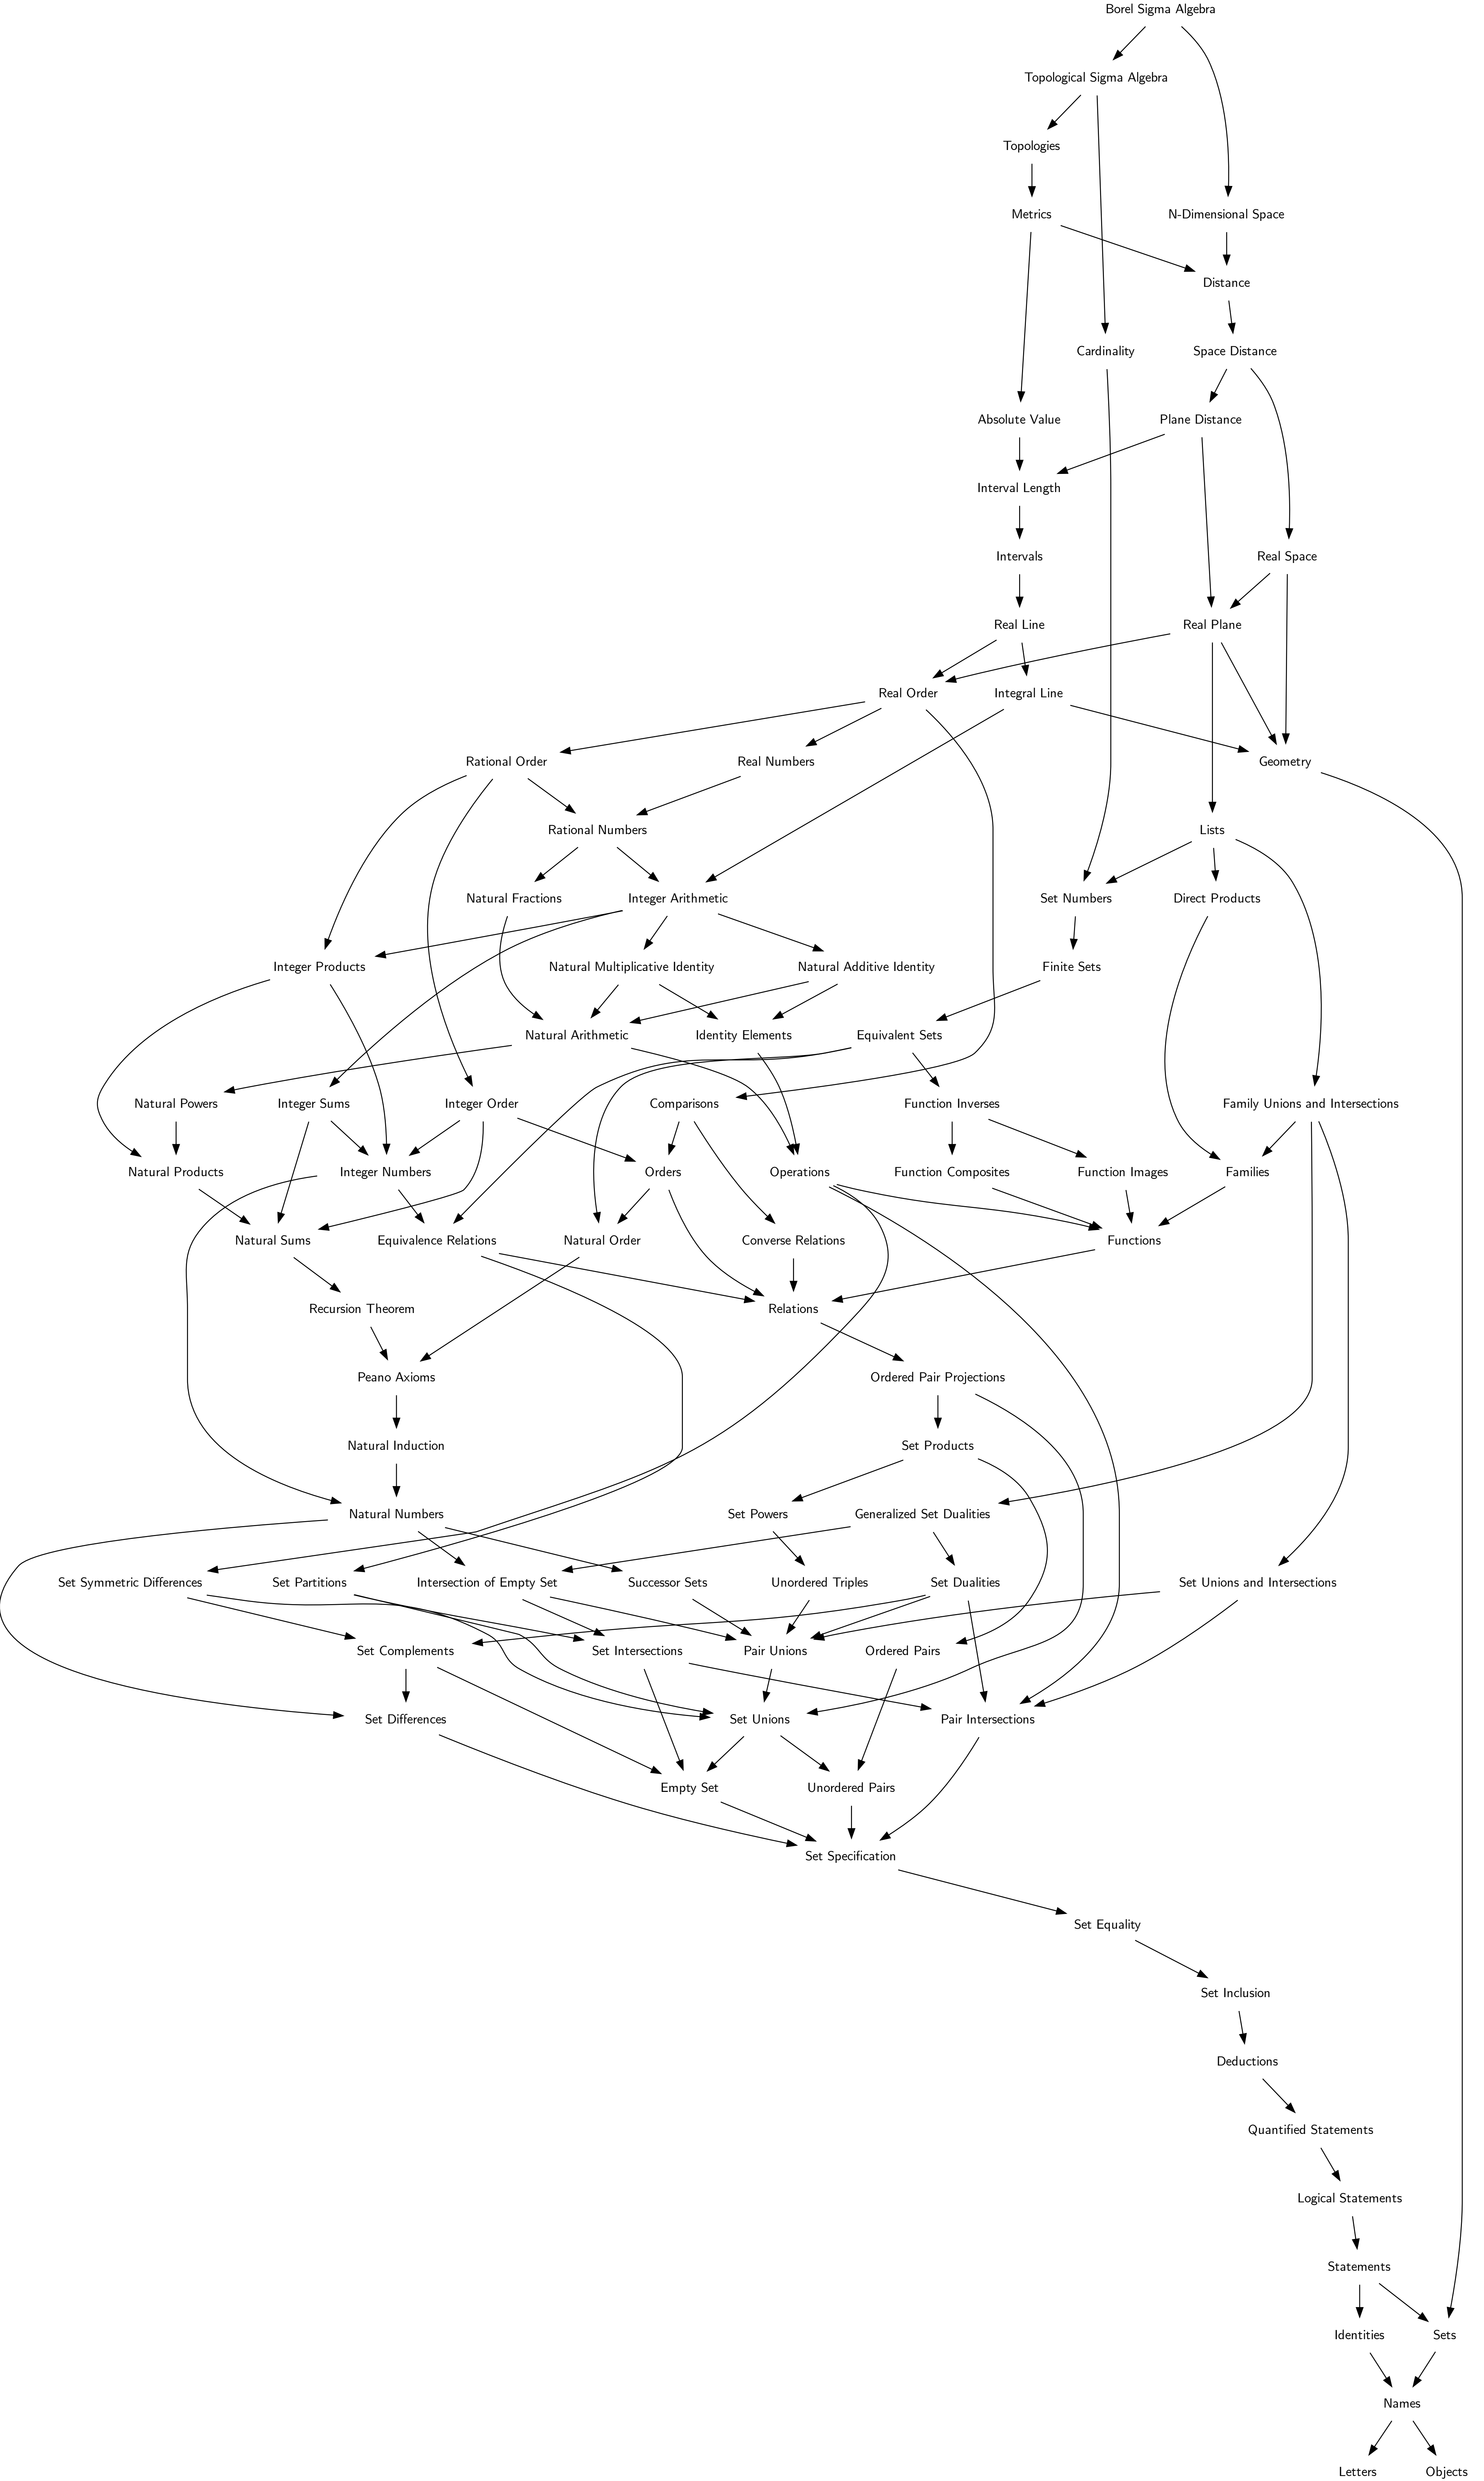 Borel Sigma Algebra
Topological Sigma Algebra
Topologies
Metrics
N-Dimensional Space
Distance
Cardinality
Space Distance
Absolute Value
Plane Distance
Interval Length
Intervals
Real Space
Real Line
Real Plane
Real Order
Integral Line
Rational Order
Real Numbers
Geometry
Rational Numbers
Lists
Natural Fractions
Integer Arithmetic
Set Numbers
Direct Products
Integer Products
Natural Multiplicative Identity
Natural Additive Identity
Finite Sets
Natural Arithmetic
Identity Elements
Equivalent Sets
Natural Powers
Integer Sums
Integer Order
Comparisons
Function Inverses
Family Unions and Intersections
Natural Products
Integer Numbers
Orders
Operations
Function Composites
Function Images
Families
Natural Sums
Equivalence Relations
Natural Order
Converse Relations
Functions
Recursion Theorem
Relations
Peano Axioms
Ordered Pair Projections
Natural Induction
Set Products
Natural Numbers
Set Powers
Generalized Set Dualities
Set Symmetric Differences
Set Partitions
Intersection of Empty Set
Successor Sets
Unordered Triples
Set Dualities
Set Unions and Intersections
Set Complements
Set Intersections
Pair Unions
Ordered Pairs
Set Differences
Set Unions
Pair Intersections
Empty Set
Unordered Pairs
Set Specification
Set Equality
Set Inclusion
Deductions
Quantified Statements
Logical Statements
Statements
Identities
Sets
Names
Letters
Objects